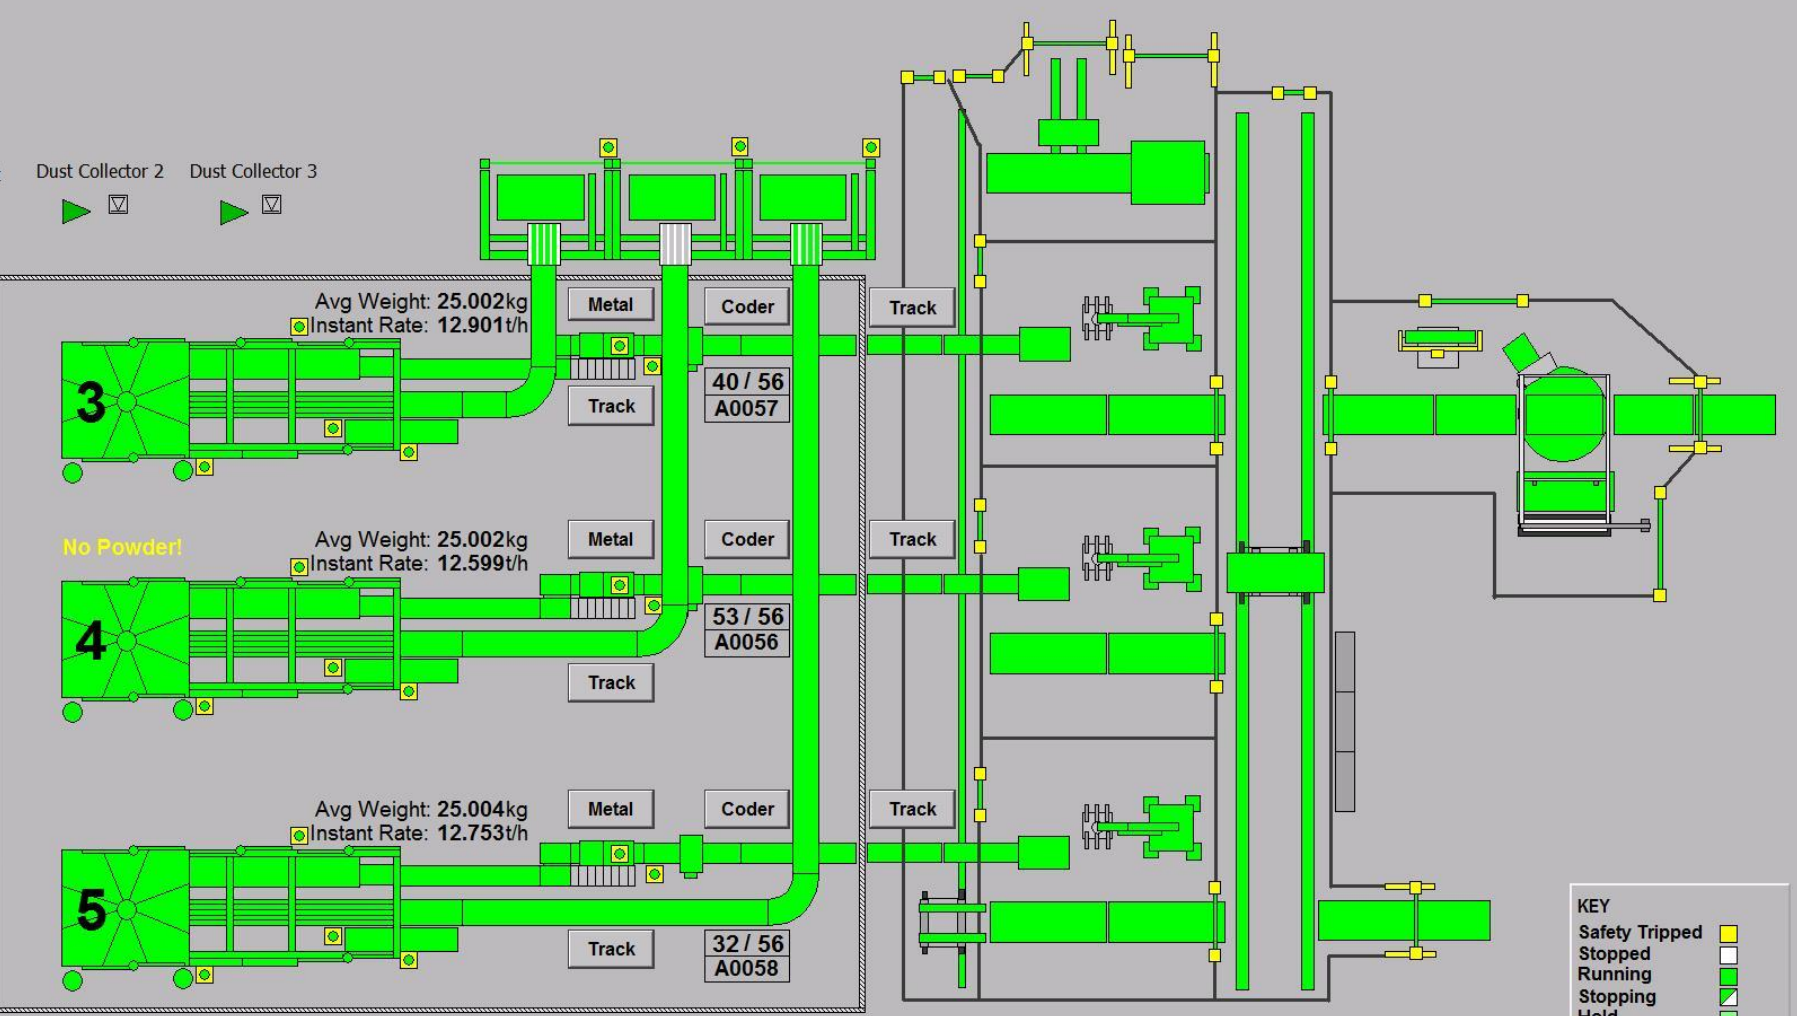 Dust Collector 2
Dust Collector 3
Avg Weight: 25.002kg
Instant Rate: 12.901t/h
Metal
Coder
Track
3
Track
40 / 56
A0057
No Powder!
Avg Weight: 25.002kg
Instant Rate: 12.599t/h
Metal
Coder
Track
4
53 / 56
A0056
Track
Avg Weight: 25.004kg
Instant Rate: 12.753t/h
Metal
Coder
Track
5
Track
32 / 56
A0058
KEY
Safety Tripped
Stopped
Running
Stopping